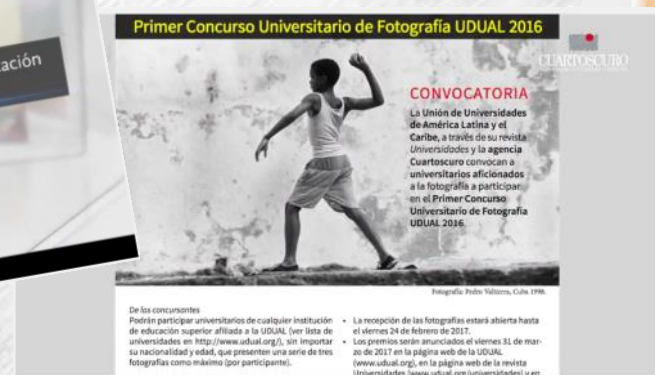 ación
Primer Concurso Universitario de Fotografía UDUAL 2016
CUARTOSCURO
CONVOCATORIA
La Unión de Universidades
de América Latina y el
Caribe, a través de su revista
Universidades y la agencia
Cuartoscuro convocan a
universitarios aficionados
a la fotografía a participar
en el Primer Concurso
Universitario de Fotografía
UDUAL 2016.
Fotografía: Pedro Valtierra, Cuba 1998.
De los concursantes
Podrán participar universitarios de cualquier institución
de educación superior afiliada a la UDUAL (ver lista de
universidades en http://www.udual.org/), sin importar
su nacionalidad y edad, que presenten una serie de tres
fotografías como máximo (por participante).
• La recepción de las fotografías estará abierta hasta
el viernes 24 de febrero de 2017.
• Los premios serán anunciados el viernes 31 de mar-
zo de 2017 en la página web de la UDUAL
(www.udual.org), en la página web de la revista
Universidades (www.udual.org/universidades) y en